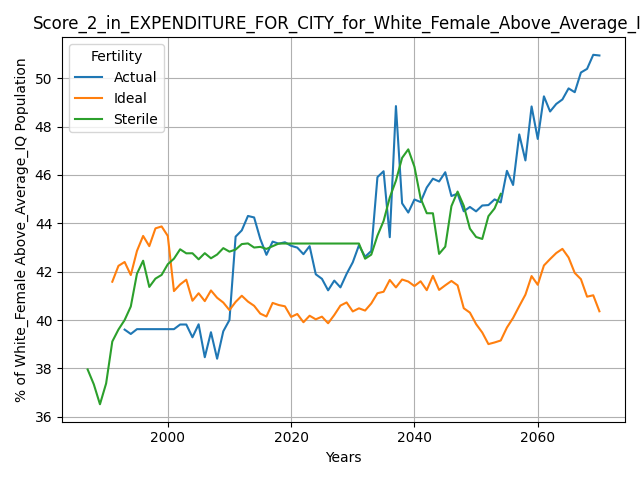 Score_2_in_EXPENDITURE_FOR_CITY_for_White_Female_Above_Average_I
Fertility
Actual
Ideal
Sterile
% of White_Female Above_Average_IQ Population
50
48
46
44
42
40
38
36
2000 2020 2040 2060
Years